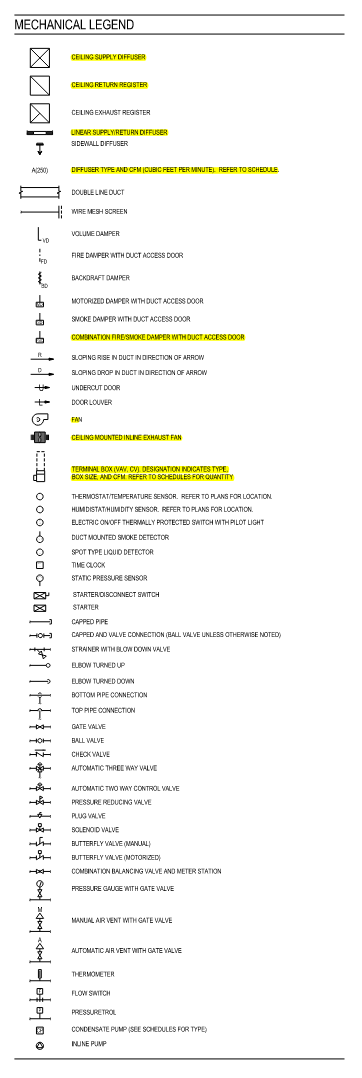 MECHANICAL LEGEND
CEILING SUPPLY DIFFUSER
CEILING RETURN REGISTER
CEILING EXHAUST REGISTER
LINEAR SUPPLY/RETURN DIFFUSER
SIDEWALL DIFFUSER
A(250) DIFFUSER TYPE AND CFM (CUBIC FEET PER MINUTE). REFER TO SCHEDULE.
DOUBLE LINE DUCT
WIRE MESH SCREEN
VD VOLUME DAMPER
FD FIRE DAMPER WITH DUCT ACCESS DOOR
BD BACKDRAFT DAMPER
MOTORIZED DAMPER WITH DUCT ACCESS DOOR
SMOKE DAMPER WITH DUCT ACCESS DOOR
COMBINATION FIRE/SMOKE DAMPER WITH DUCT ACCESS DOOR
R SLOPING RISE IN DUCT IN DIRECTION OF ARROW
D SLOPING DROP IN DUCT IN DIRECTION OF ARROW
U UNDERCUT DOOR
L DOOR LOUVER
FAN
CEILING MOUNTED INLINE EXHAUST FAN
TERMINAL BOX (VAV, CV). DESIGNATION INDICATES TYPE,
BOX SIZE, AND CFM. REFER TO SCHEDULES FOR QUANTITY.
THERMOSTAT/TEMPERATURE SENSOR. REFER TO PLANS FOR LOCATION.
HUMIDISTAT/HUMIDITY SENSOR. REFER TO PLANS FOR LOCATION.
ELECTRIC ON/OFF THERMALLY PROTECTED SWITCH WITH PILOT LIGHT
DUCT MOUNTED SMOKE DETECTOR
SPOT TYPE LIQUID DETECTOR
TIME CLOCK
STATIC PRESSURE SENSOR
STARTER/DISCONNECT SWITCH
STARTER
CAPPED PIPE
CAPPED AND VALVE CONNECTION (BALL VALVE UNLESS OTHERWISE NOTED)
STRAINER WITH BLOW DOWN VALVE
ELBOW TURNED UP
ELBOW TURNED DOWN
BOTTOM PIPE CONNECTION
TOP PIPE CONNECTION
GATE VALVE
BALL VALVE
CHECK VALVE
AUTOMATIC THREE WAY VALVE
AUTOMATIC TWO WAY CONTROL VALVE
PRESSURE REDUCING VALVE
PLUG VALVE
SOLENOID VALVE
BUTTERFLY VALVE (MANUAL)
BUTTERFLY VALVE (MOTORIZED)
COMBINATION BALANCING VALVE AND METER STATION
PRESSURE GAUGE WITH GATE VALVE
M MANUAL AIR VENT WITH GATE VALVE
A AUTOMATIC AIR VENT WITH GATE VALVE
THERMOMETER
FLOW SWITCH
PRESSURETROL
CONDENSATE PUMP (SEE SCHEDULES FOR TYPE)
INLINE PUMP